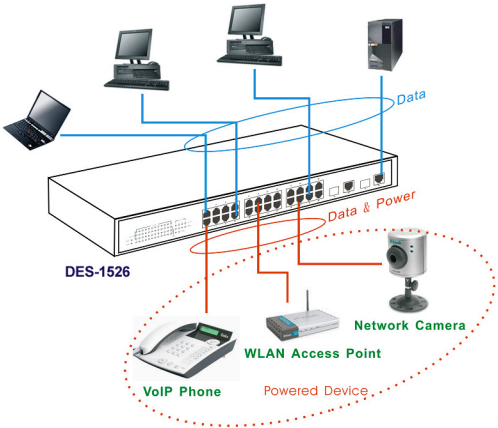 Data
Data & Power
DES-1526
Network Camera
WLAN Access Point
VoIP Phone
Powered Device